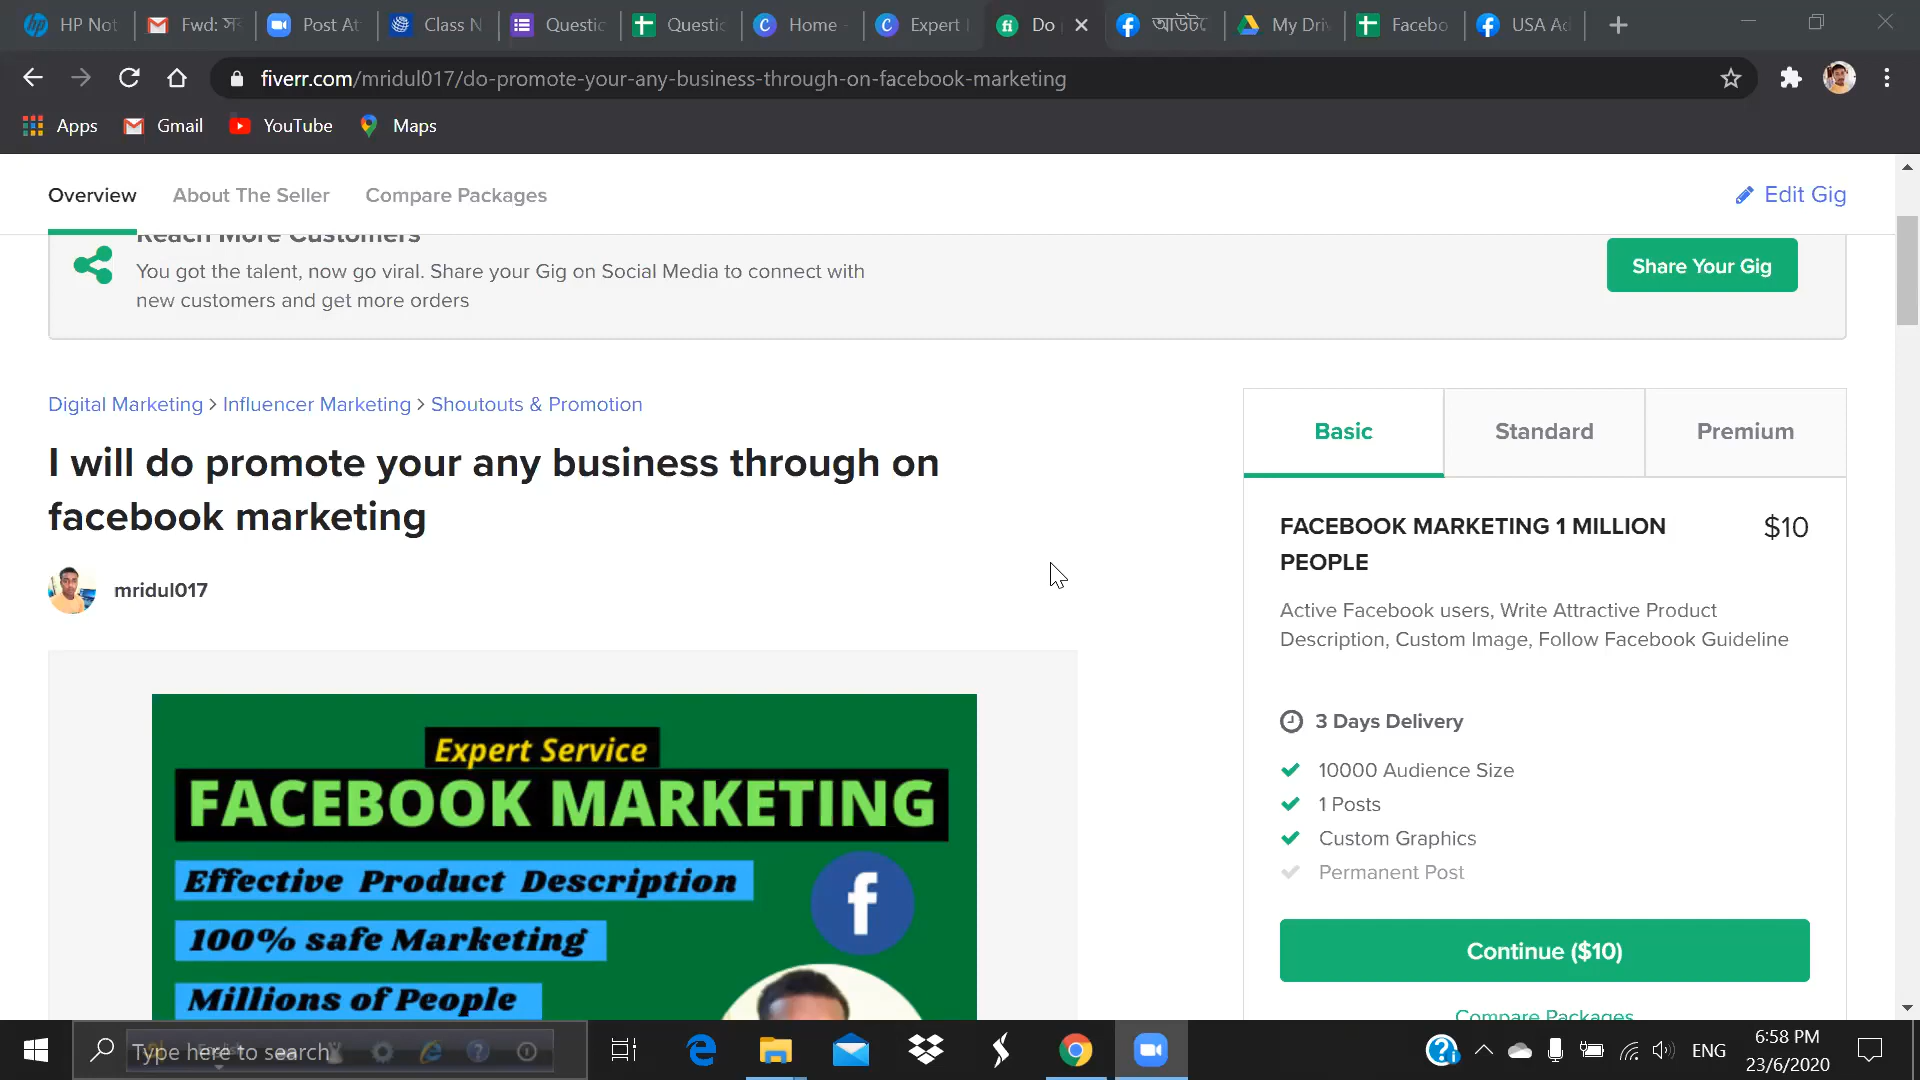 HP Not
Fwd: সব
Post At
Class N
Questic
Questic
Home -
Expert
Do
আউটে
My Driv
Facebo
USA Ad
fiverr.com/mridul017/do-promote-your-any-business-through-on-facebook-marketing
Apps
Gmail
YouTube
Maps
Overview
About The Seller
Compare Packages
Edit Gig
Reach More Customers
You got the talent, now go viral. Share your Gig on Social Media to connect with
new customers and get more orders
Share Your Gig
Digital Marketing > Influencer Marketing > Shoutouts & Promotion
I will do promote your any business through on
facebook marketing
mridul017
Expert Service
FACEBOOK MARKETING
Effective Product Description
100% safe Marketing
Millions of People
Basic
Standard
Premium
FACEBOOK MARKETING 1 MILLION
PEOPLE
$10
Active Facebook users, Write Attractive Product
Description, Custom Image, Follow Facebook Guideline
3 Days Delivery
10000 Audience Size
1 Posts
Custom Graphics
Permanent Post
Continue ($10)
Compare Packages
Type here to search
ENG
6:58 PM
23/6/2020